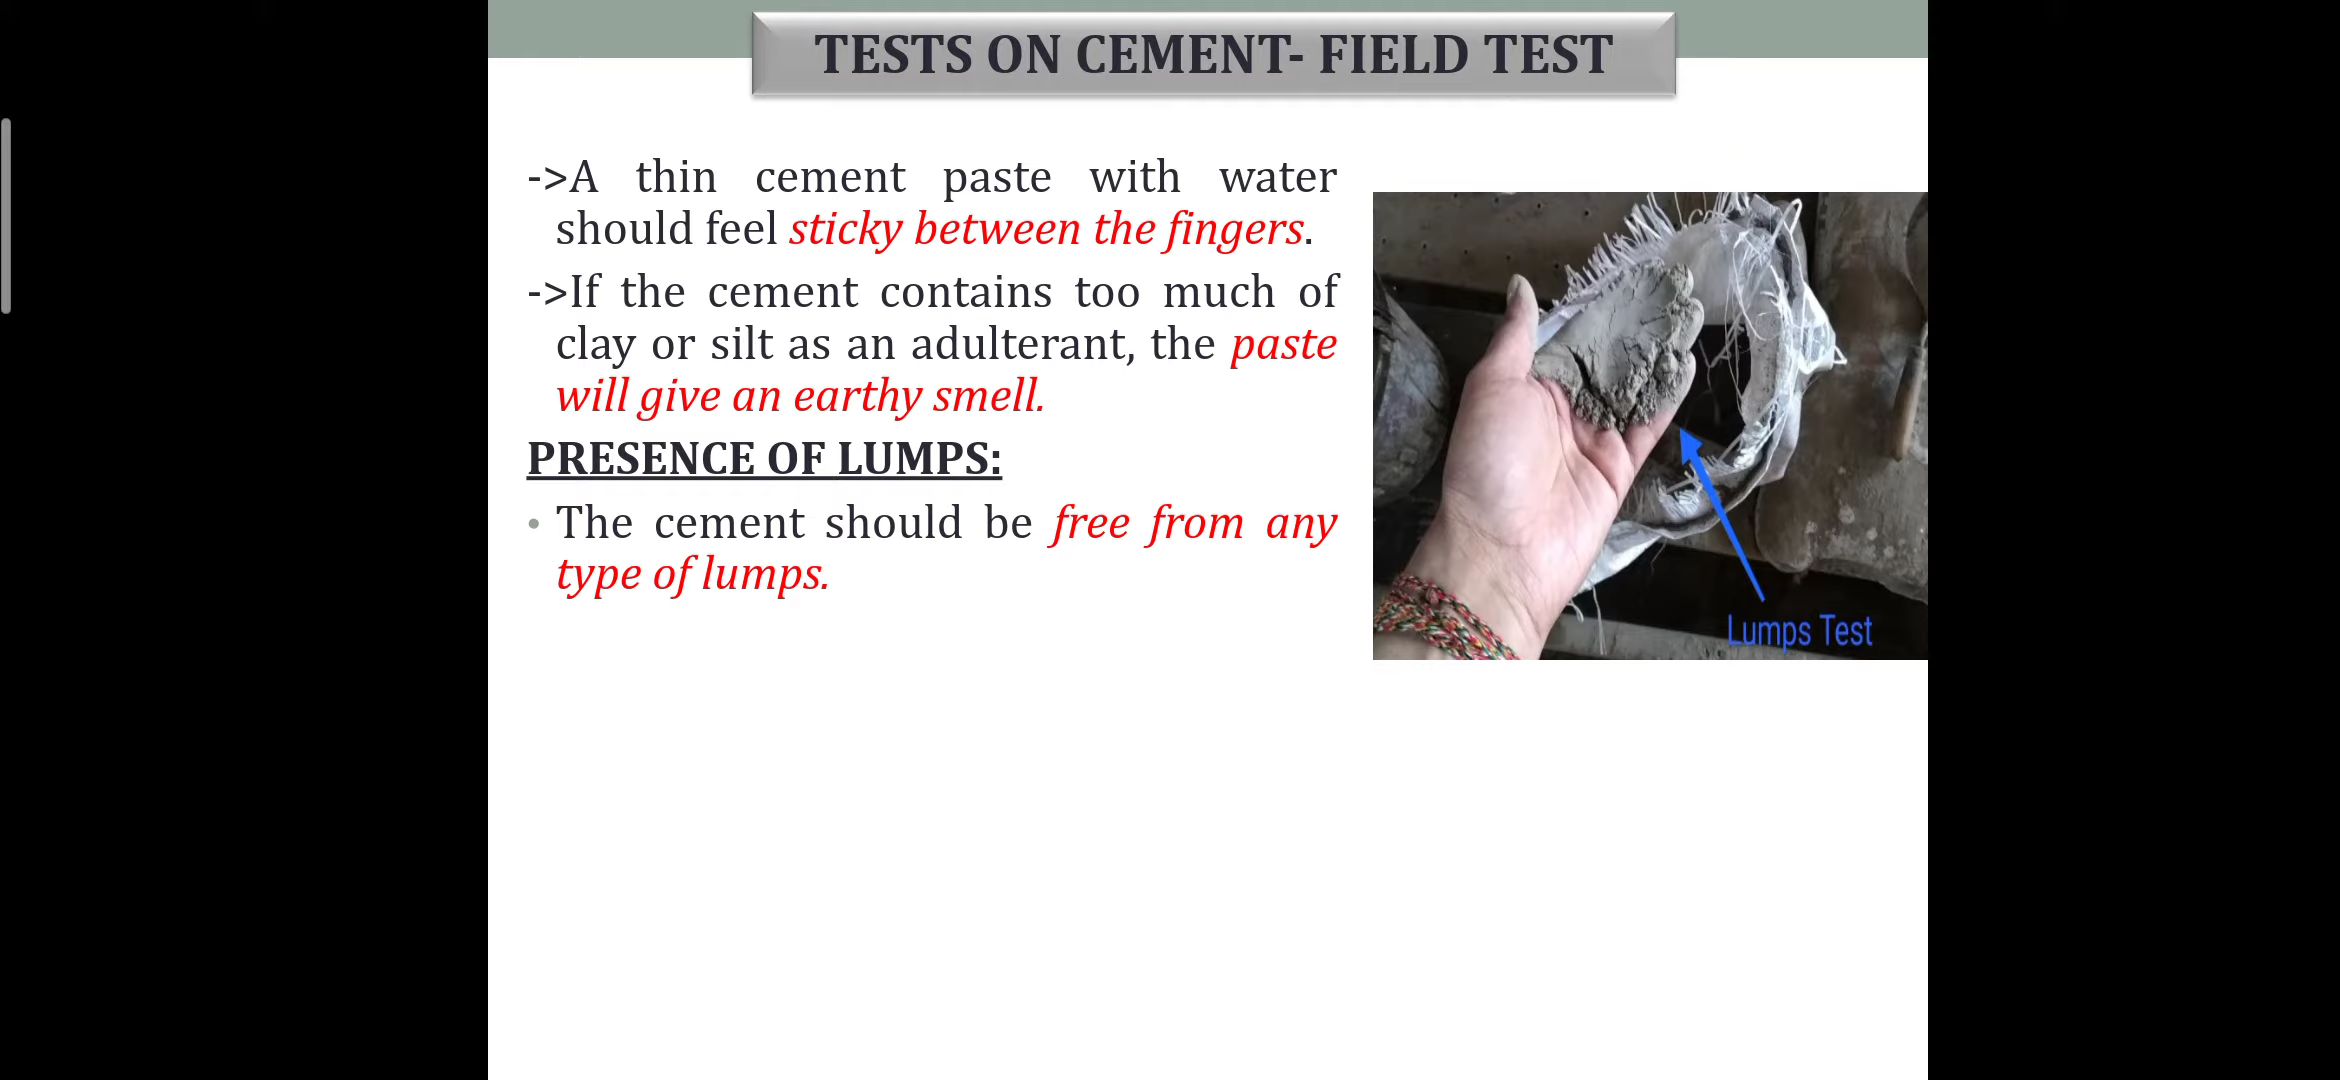 TESTS ON CEMENT- FIELD TEST
->A thin cement paste with water
should feel sticky between the fingers.
->If the cement contains too much of
clay or silt as an adulterant, the paste
will give an earthy smell.
PRESENCE OF LUMPS:
• The cement should be free from any
type of lumps.
Lumps Test